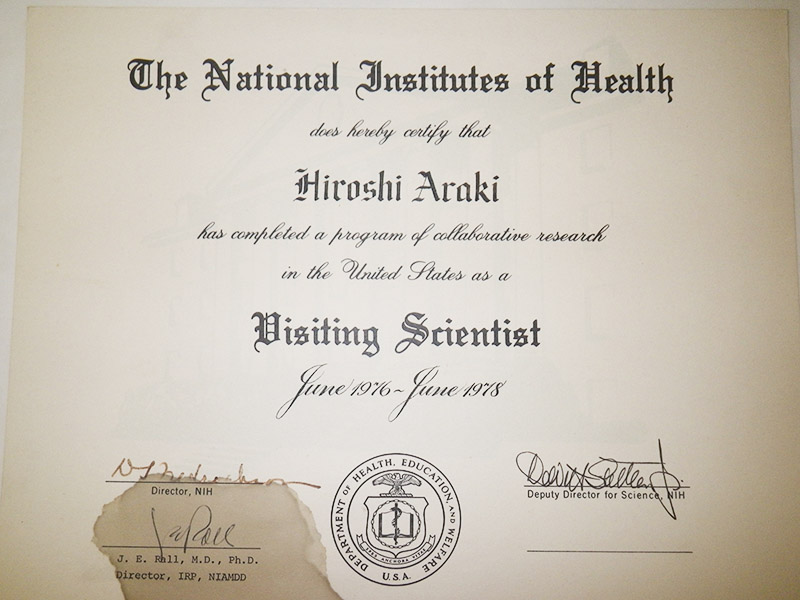 The National Institutes of Health
does hereby certify that
Hiroshi Araki
has completed a program of collaborative research
in the United States as a
Visiting Scientist
June 1976 ~ June 1978
Director, NIH
J. E. Rall, M.D., Ph.D.
Director, IRP, NIAMDD
DEPARTMENT OF HEALTH, EDUCATION, AND WELFARE
U.S.A.
Deputy Director for Science, NIH